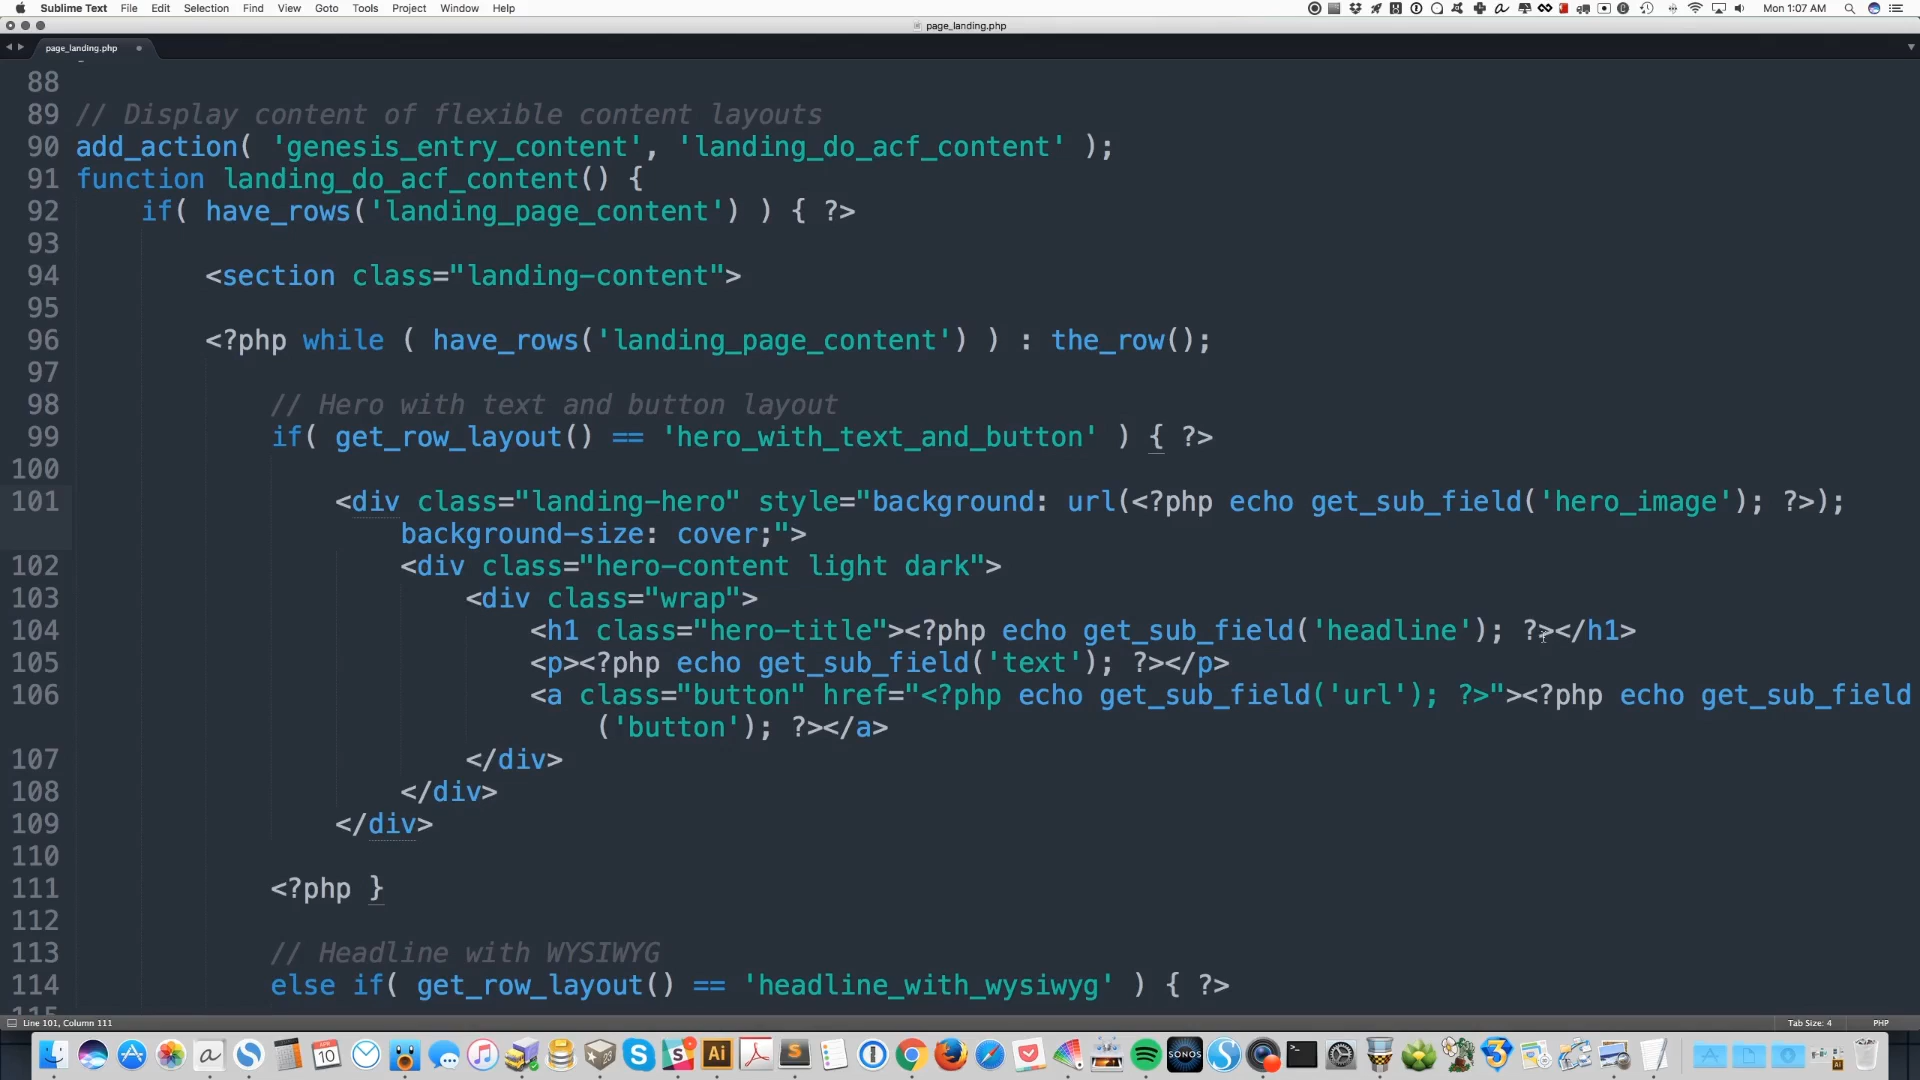 Sublime Text File Edit Selection Find View Goto Tools Project Window Help Mon 1:07 AM
page_landing.php
page_landing.php
88
89 // Display content of flexible content layouts
90 add_action( 'genesis_entry_content', 'landing_do_acf_content' );
91 function landing_do_acf_content() {
92 if( have_rows('landing_page_content') ) { ?>
93
94 <section class="landing-content">
95
96 <?php while ( have_rows('landing_page_content') ) : the_row();
97
98 // Hero with text and button layout
99 if( get_row_layout() == 'hero_with_text_and_button' ) { ?>
100
101 <div class="landing-hero" style="background: url(<?php echo get_sub_field('hero_image'); ?>);
background-size: cover;">
102 <div class="hero-content light dark">
103 <div class="wrap">
104 <h1 class="hero-title"><?php echo get_sub_field('headline'); ?></h1>
105 <p><?php echo get_sub_field('text'); ?></p>
106 <a class="button" href="<?php echo get_sub_field('url'); ?>"><?php echo get_sub_field
('button'); ?></a>
107 </div>
108 </div>
109 </div>
110
111 <?php }
112
113 // Headline with WYSIWYG
114 else if( get_row_layout() == 'headline_with_wysiwyg' ) { ?>
115
Line 101, Column 111 Tab Size: 4 PHP
10 Ai S SONOS 3